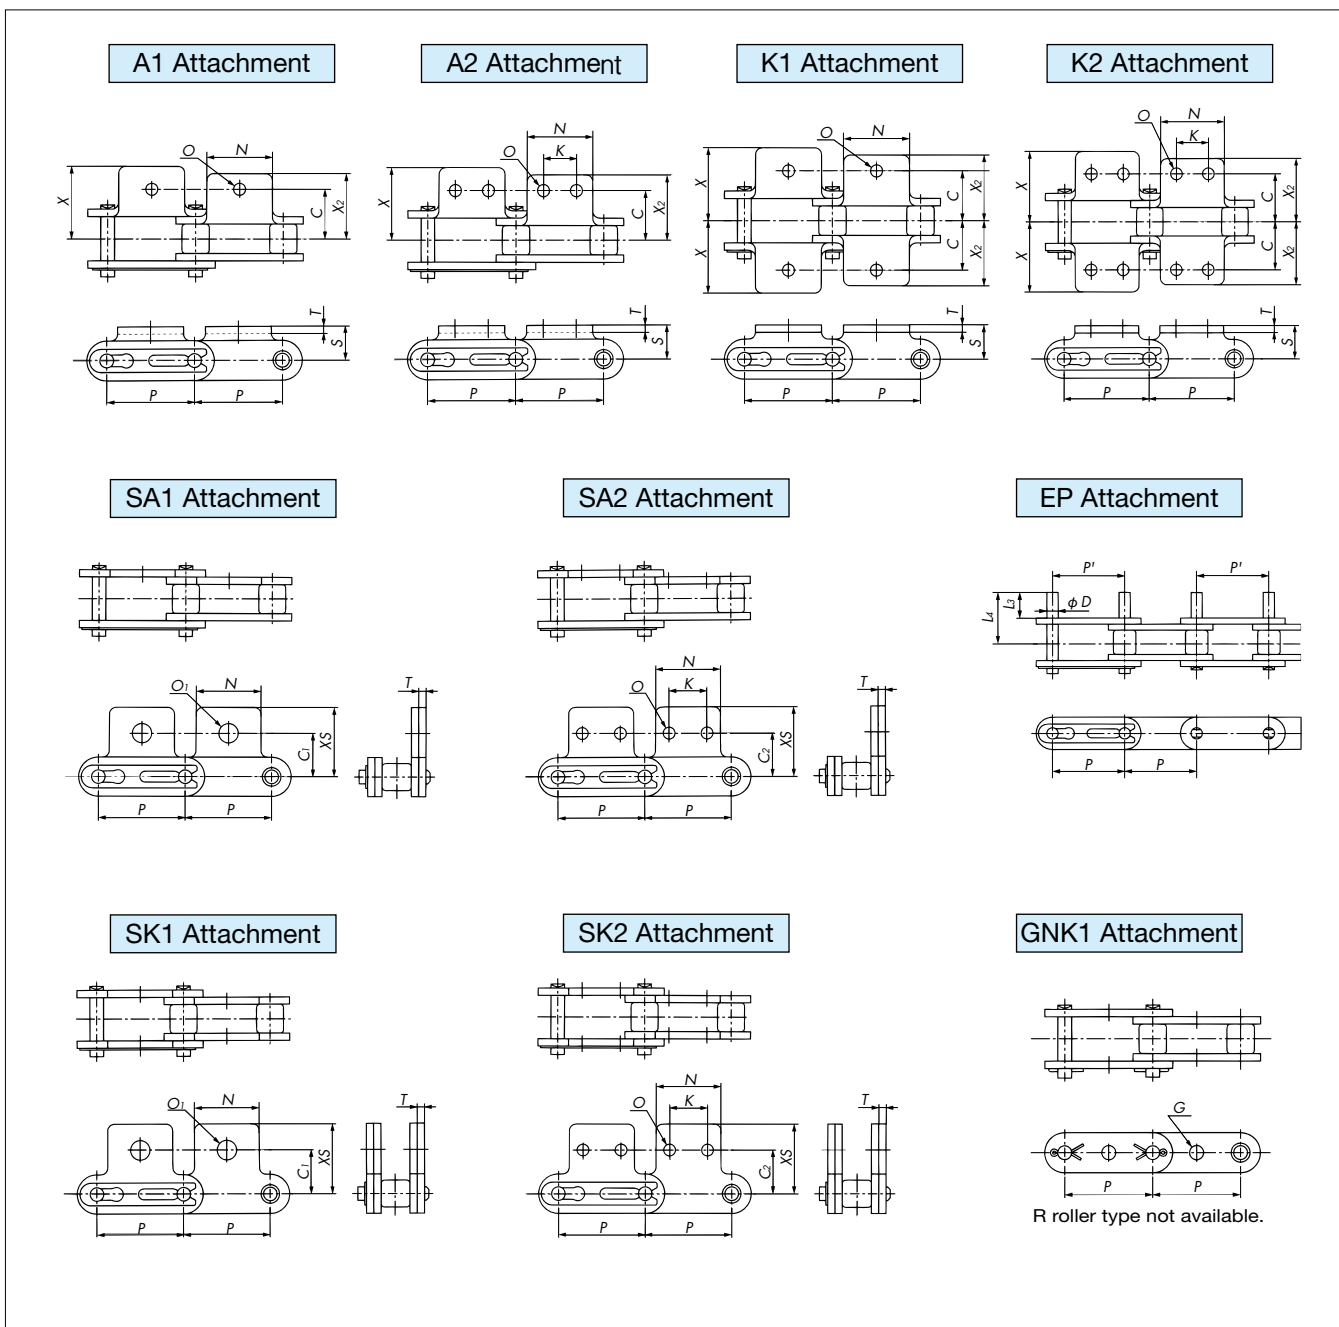 A1 Attachment
A2 Attachment
K1 Attachment
K2 Attachment
O N X C X2
T S P P
O N K X C X2
T S P P
O N X C X2 X C X2
T S P P
O N K X C X2 X C X2
T S P P
SA1 Attachment
SA2 Attachment
EP Attachment
O1 N T C1 XS P P
O N K T C2 XS P P
P' P' L4 L3 φD
P P
SK1 Attachment
SK2 Attachment
GNK1 Attachment
O1 N T C1 XS P P
O N K T C2 XS P P
G
P P
R roller type not available.